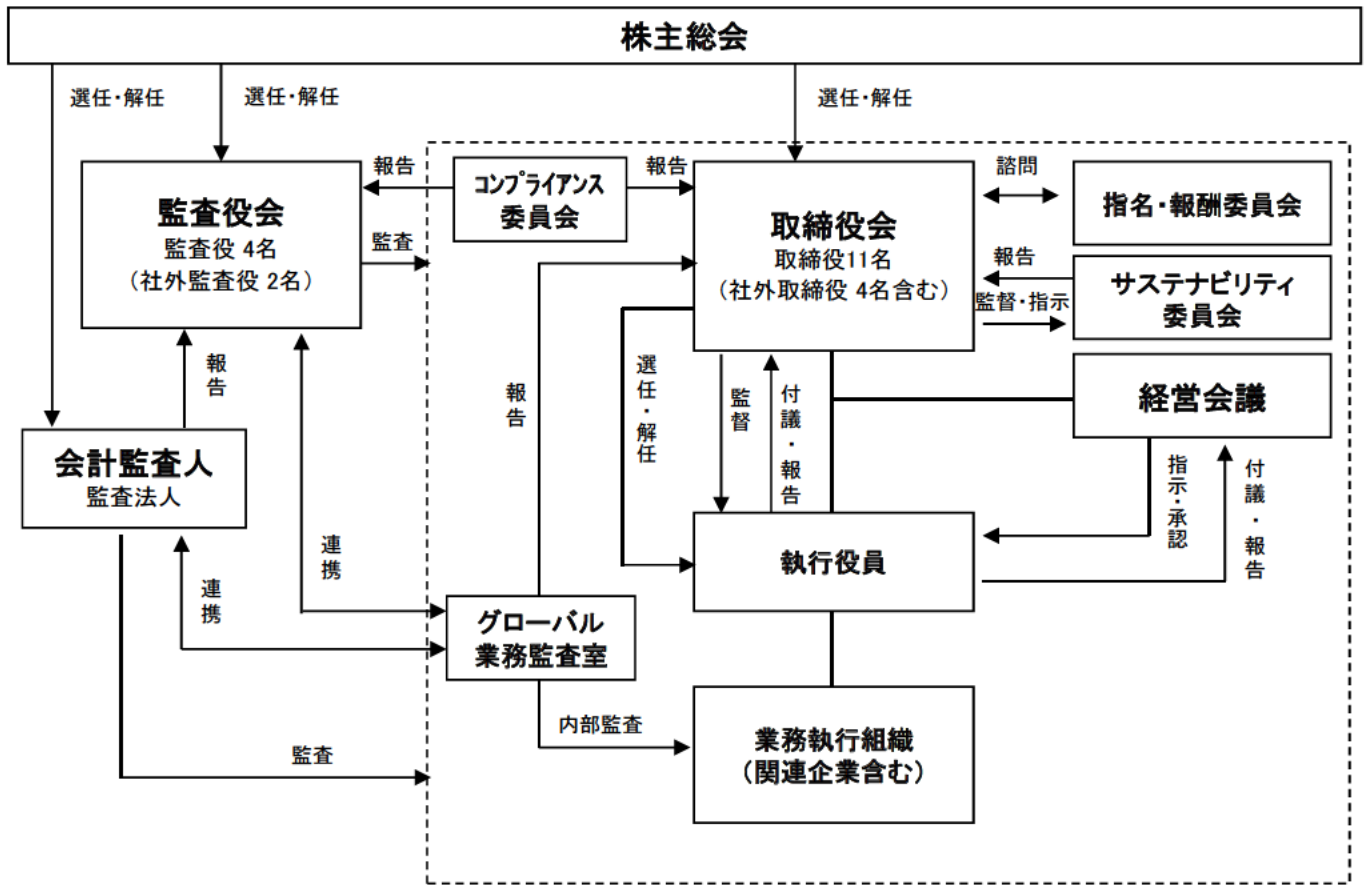 株主総会
選任・解任
選任・解任
選任・解任
監査役会
監査役 4名
（社外監査役 2名）
報告
コンプライアンス
委員会
報告
監査
取締役会
取締役11名
（社外取締役 4名含む）
諮問
指名・報酬委員会
報告
監督・指示
サステナビリティ
委員会
経営会議
報告
会計監査人
監査法人
報告
選任・解任
監督
付議・報告
指示・承認
付議・報告
連携
連携
執行役員
グローバル
業務監査室
内部監査
監査
業務執行組織
（関連企業含む）